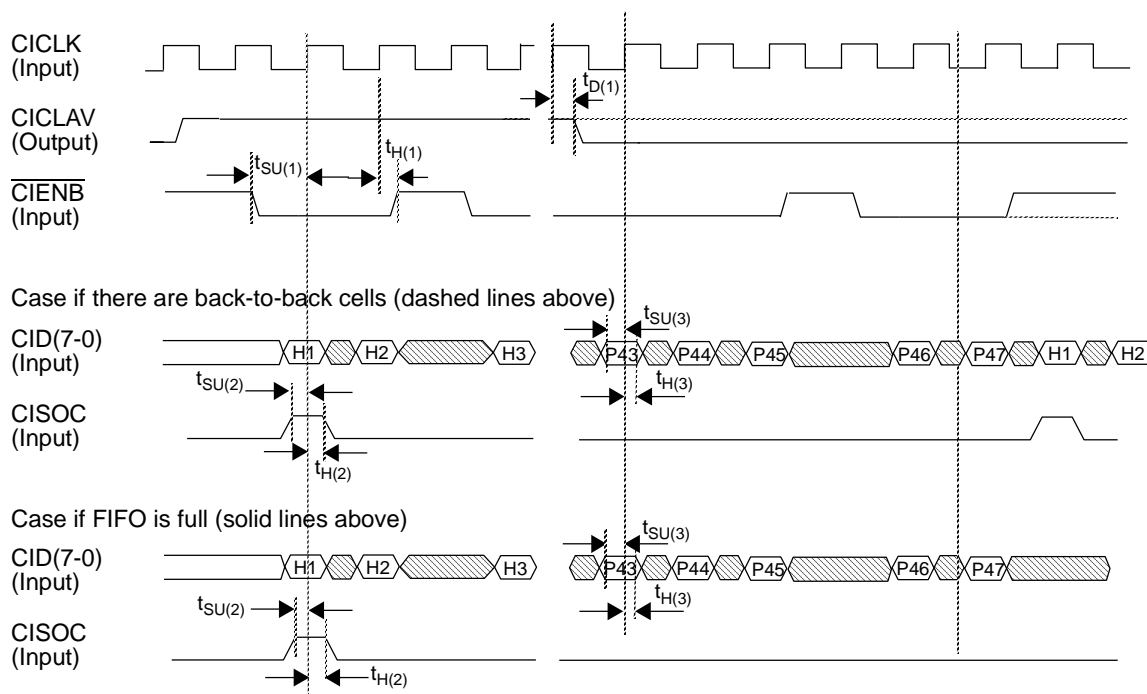 CICLK
(Input)
tD(1)
CICLAV
(Output)
tSU(1)
tH(1)
CIENB
(Input)
Case if there are back-to-back cells (dashed lines above)
tSU(3)
CID(7-0)
(Input)
H1 H2 H3 P43 P44 P45 P46 P47 H1 H2
tSU(2)
tH(3)
CISOC
(Input)
tH(2)
Case if FIFO is full (solid lines above)
tSU(3)
CID(7-0)
(Input)
H1 H2 H3 P43 P44 P45 P46 P47
tSU(2)
tH(3)
CISOC
(Input)
tH(2)